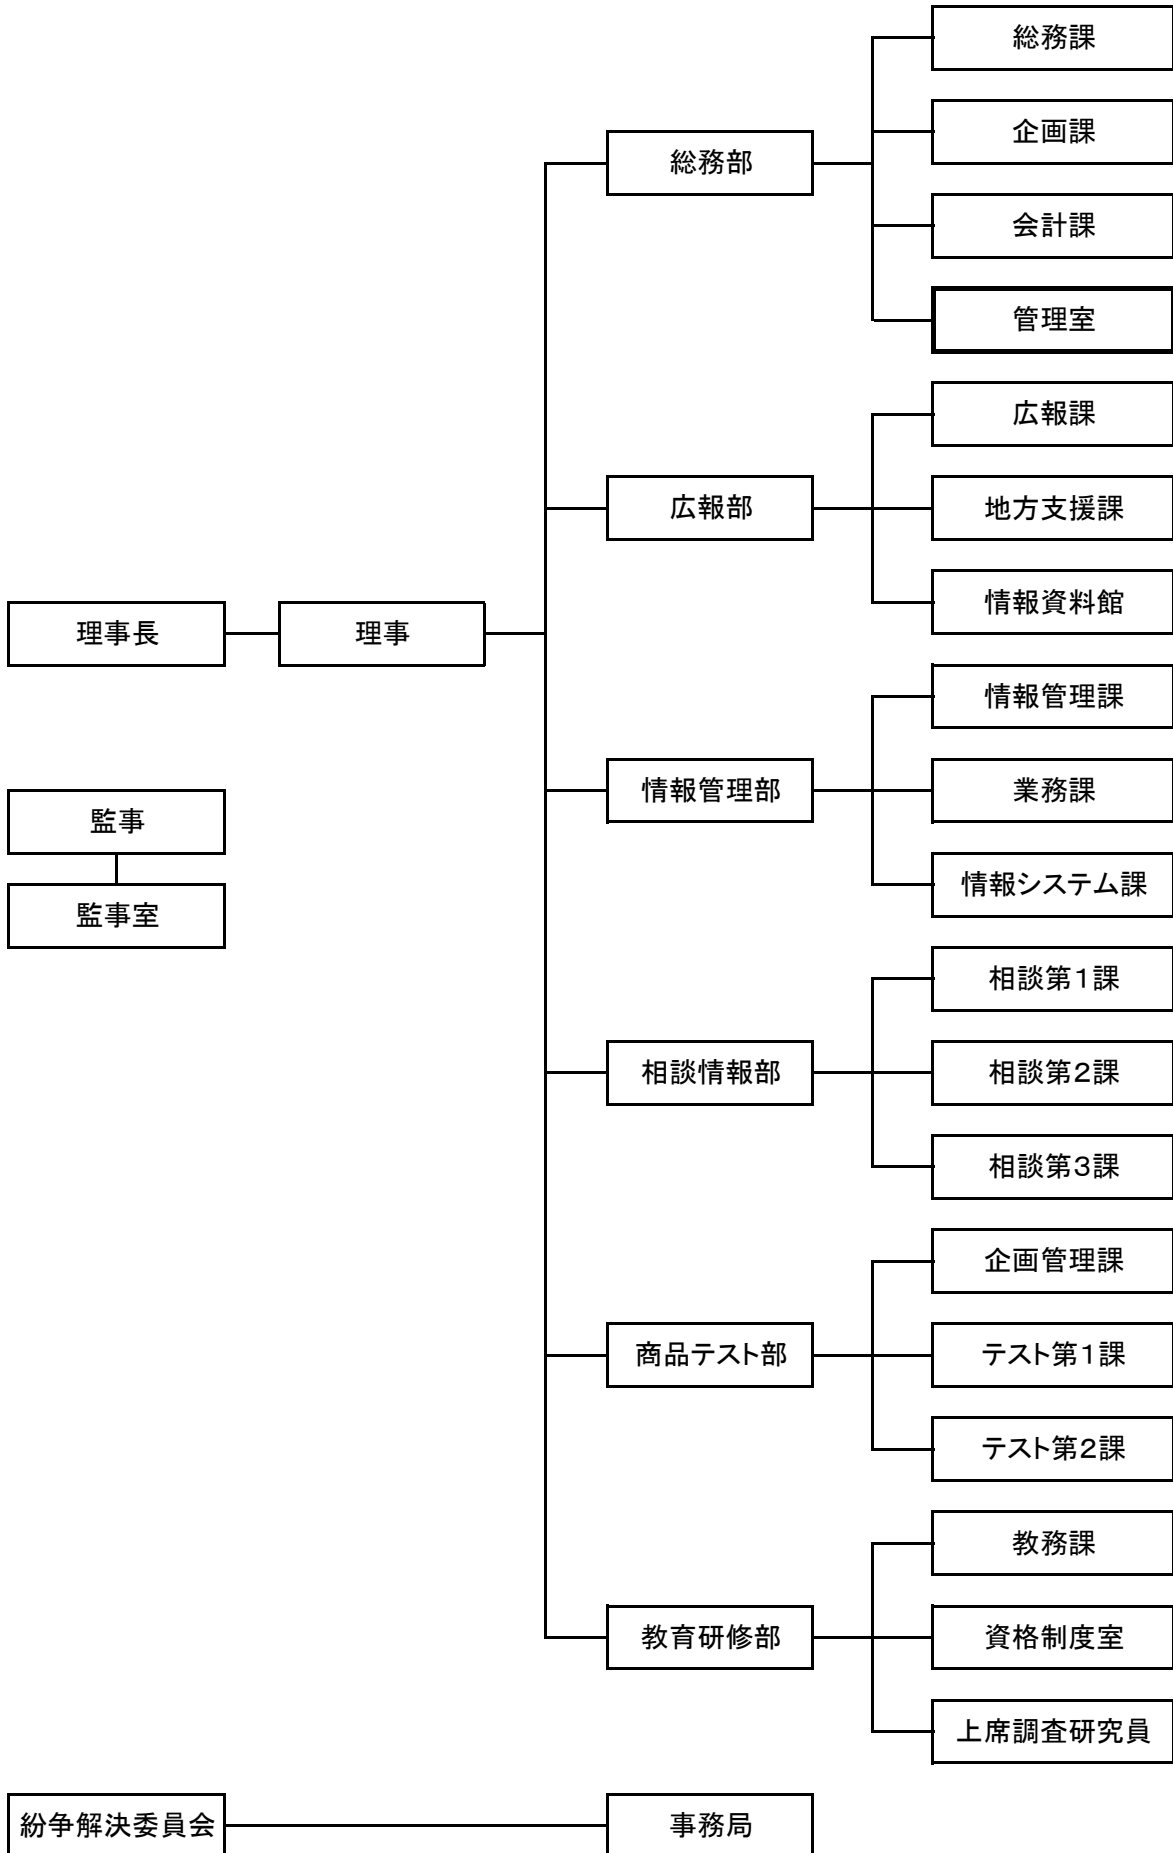 総務課
企画課
総務部
会計課
管理室
広報課
広報部
地方支援課
情報資料館
理事長
理事
情報管理課
情報管理部
業務課
監事
情報システム課
監事室
相談第１課
相談情報部
相談第２課
相談第３課
企画管理課
商品テスト部
テスト第１課
テスト第２課
教務課
教育研修部
資格制度室
上席調査研究員
紛争解決委員会
事務局